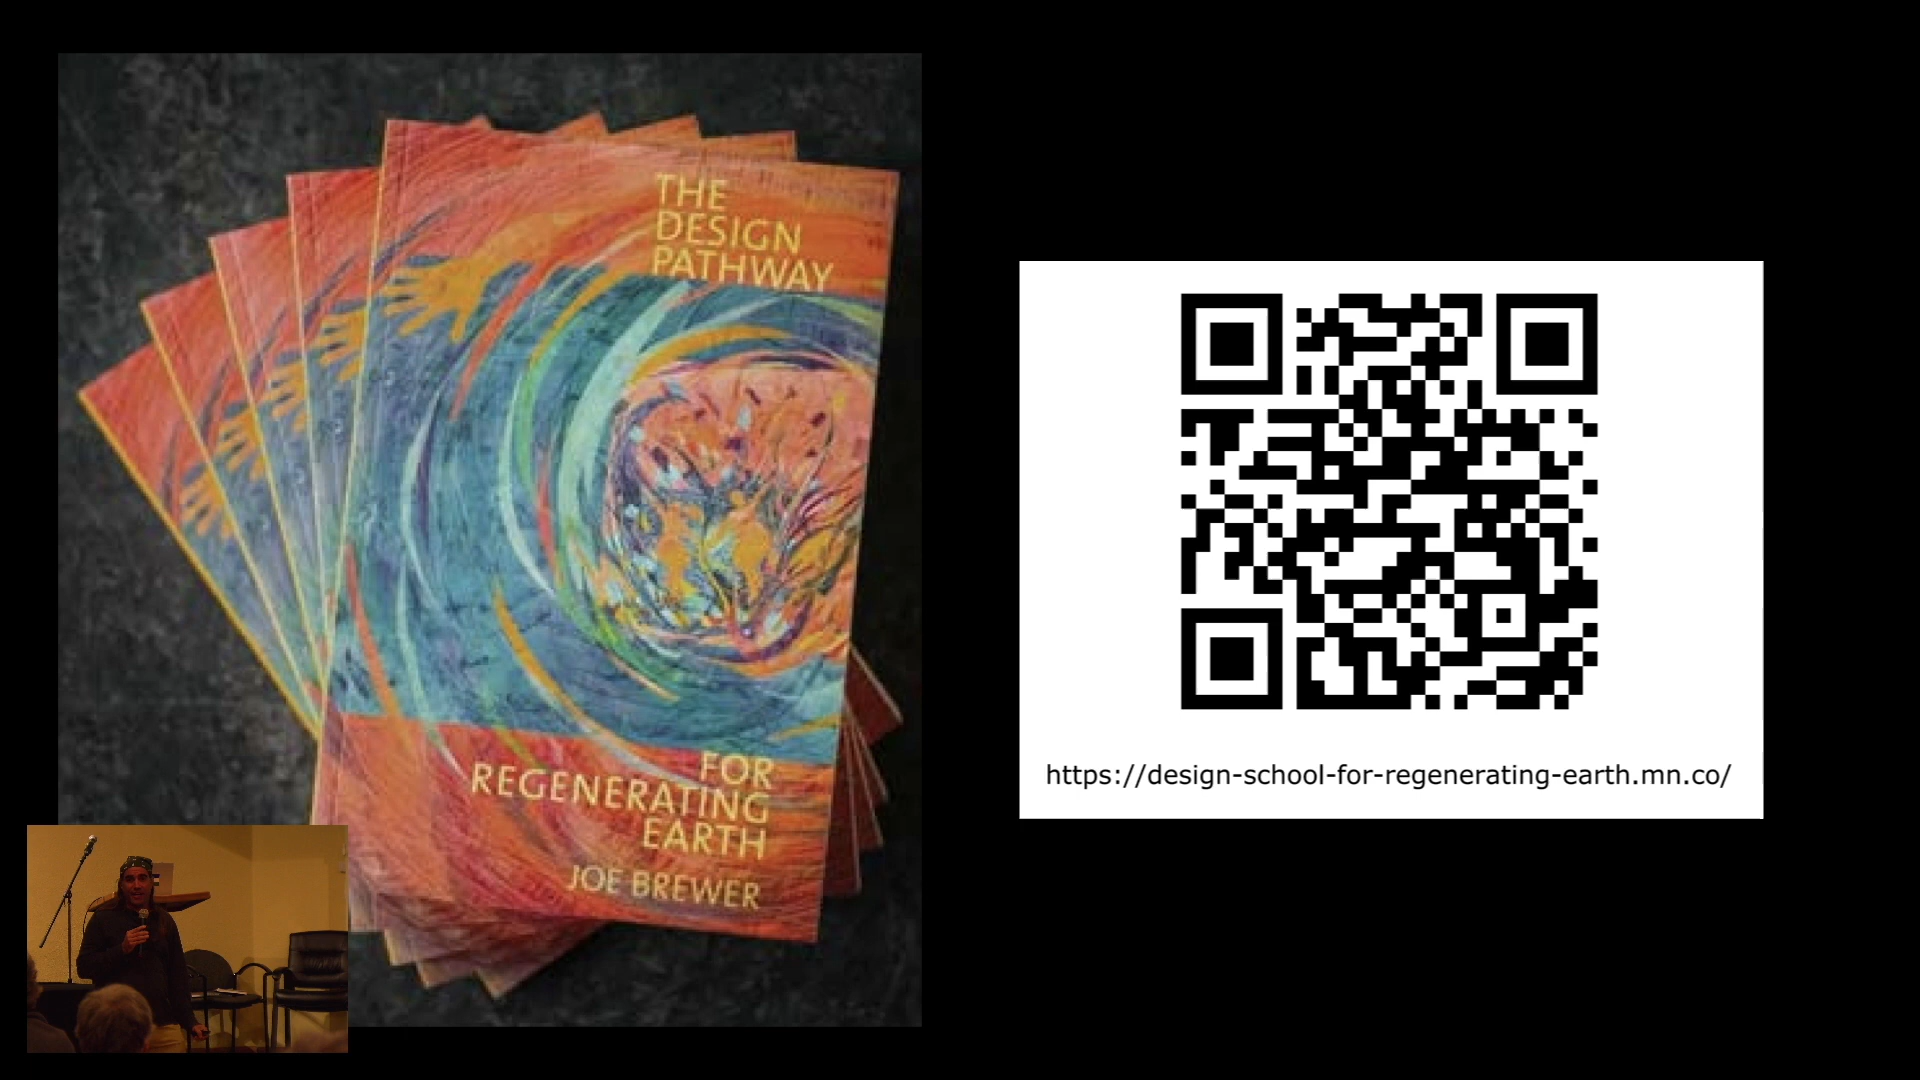 THE
DESIGN
PATHWAY
FOR
REGENERATING
EARTH
JOE BREWER
https://design-school-for-regenerating-earth.mn.co/